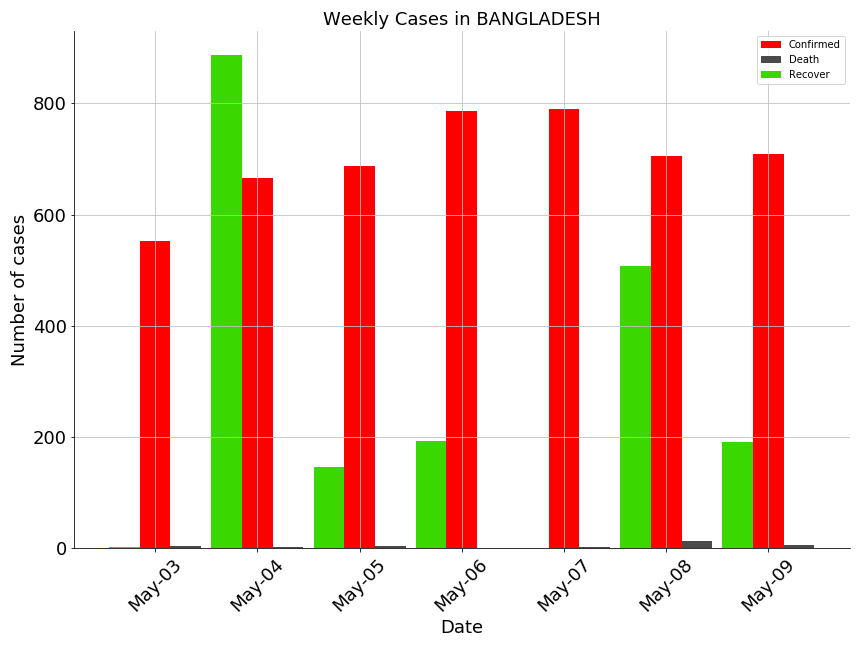 Weekly Cases in BANGLADESH
Confirmed
Death
Recover
Number of cases
800
600
400
200
0
May-03
May-04
May-05
May-06
May-07
May-08
May-09
Date